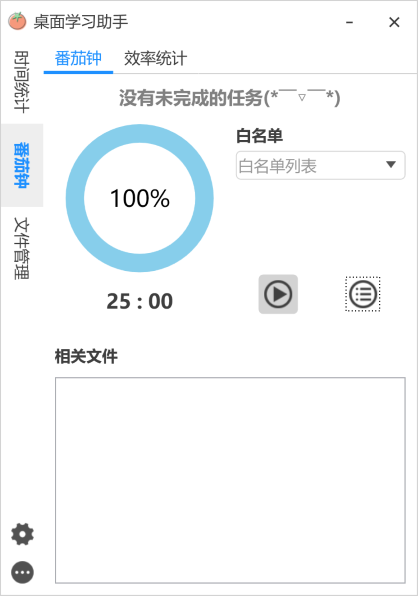 桌面学习助手
时间统计
番茄钟
文件管理
番茄钟
效率统计
没有未完成的任务(*￣▿￣*)
100%
25 : 00
白名单
白名单列表
相关文件